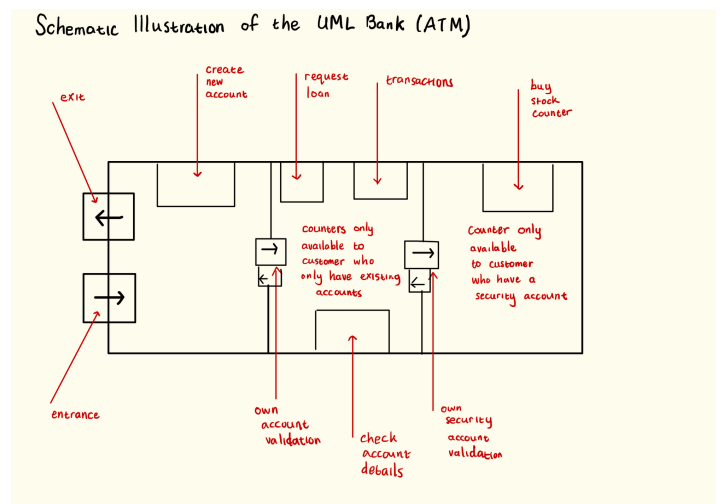 Schematic Illustration of the UML Bank (ATM)
exit
create
new
account
request
loan
transactions
buy
stock
counter
counters only
available to
customer who
only have existing
accounts
Counter only
available
to customer
who have a
security account
entrance
own
account
validation
check
account
details
own
security
account
validation